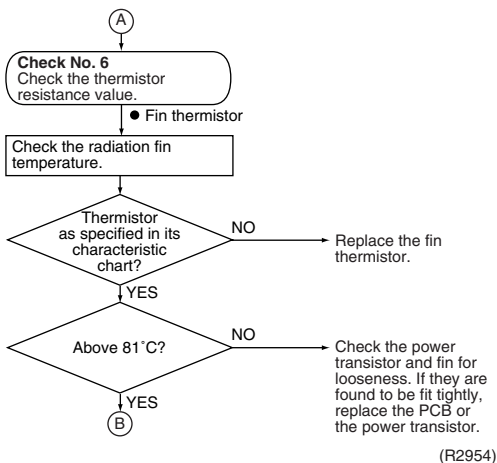 A
Check No. 6
Check the thermistor
resistance value.
● Fin thermistor
Check the radiation fin
temperature.
Thermistor
as specified in its
characteristic
chart?
NO
Replace the fin
thermistor.
YES
Above 81˚C?
NO
Check the power
transistor and fin for
looseness. If they are
found to be fit tightly,
replace the PCB or
the power transistor.
YES
B
(R2954)